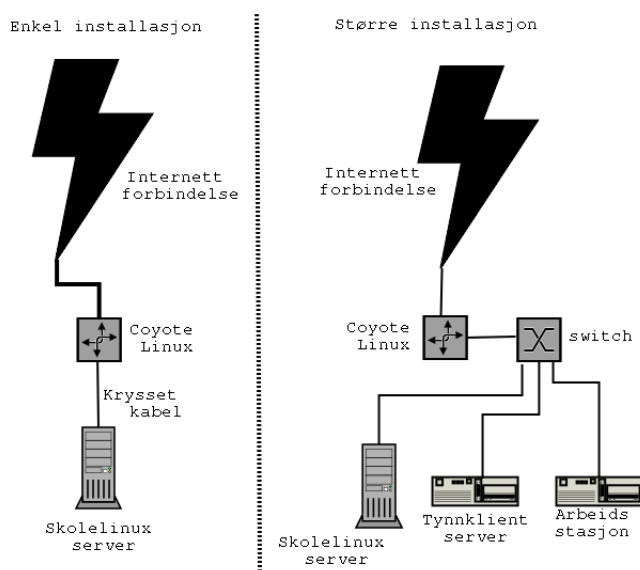 Enkel installasjon
Internett
forbindelse
Coyote
Linux
Krysset
kabel
Skolelinux
server
Større installasjon
Internett
forbindelse
Coyote
Linux
switch
Skolelinux
server
Tynnklient
server
Arbeids
stasjon